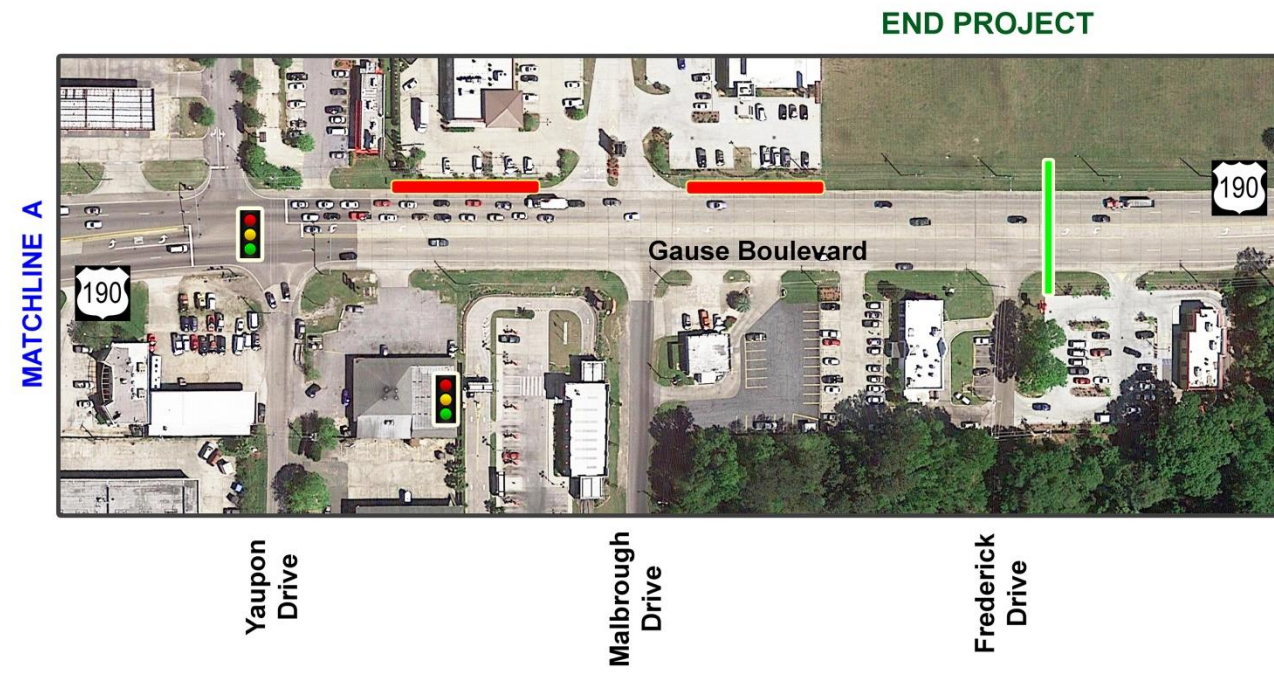 END PROJECT
MATCHLINE A
190
190
Gause Boulevard
Yaupon
Drive
Malbrough
Drive
Frederick
Drive